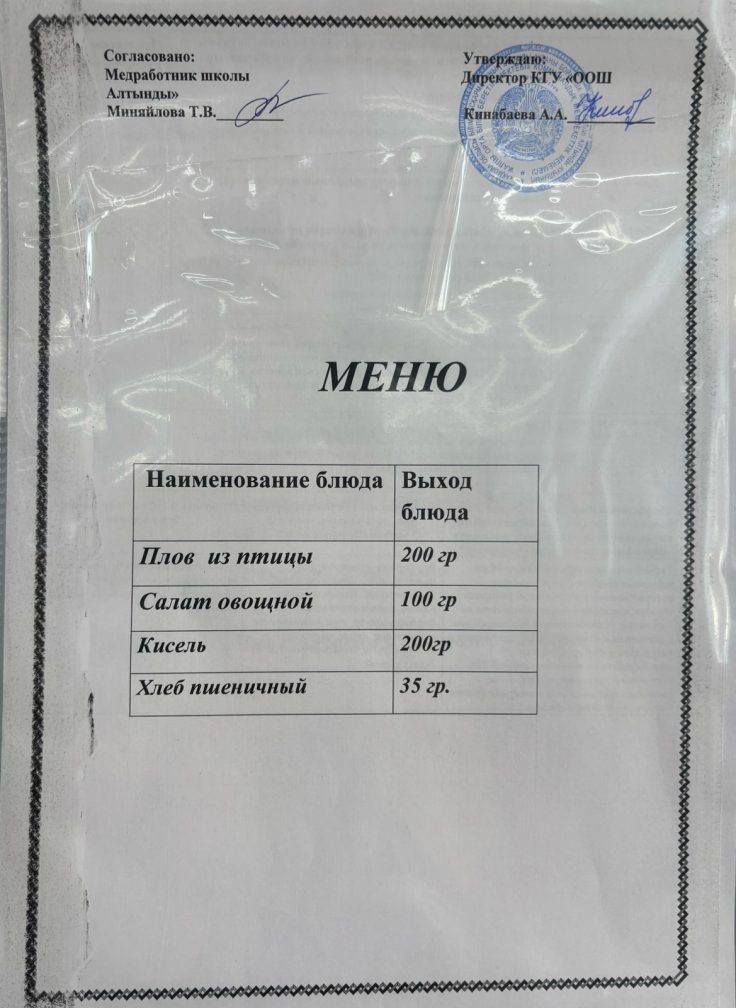 Согласовано:
Медработник школы
Алтынды»
Миняйлова Т.В.
Утверждаю:
Директор КГУ «ООШ
Кинабаева А.А.
МЕНЮ
Наименование блюда Выход
блюда
Плов из птицы 200 гр
Салат овощной 100 гр
Кисель 200гр
Хлеб пшеничный 35 гр.